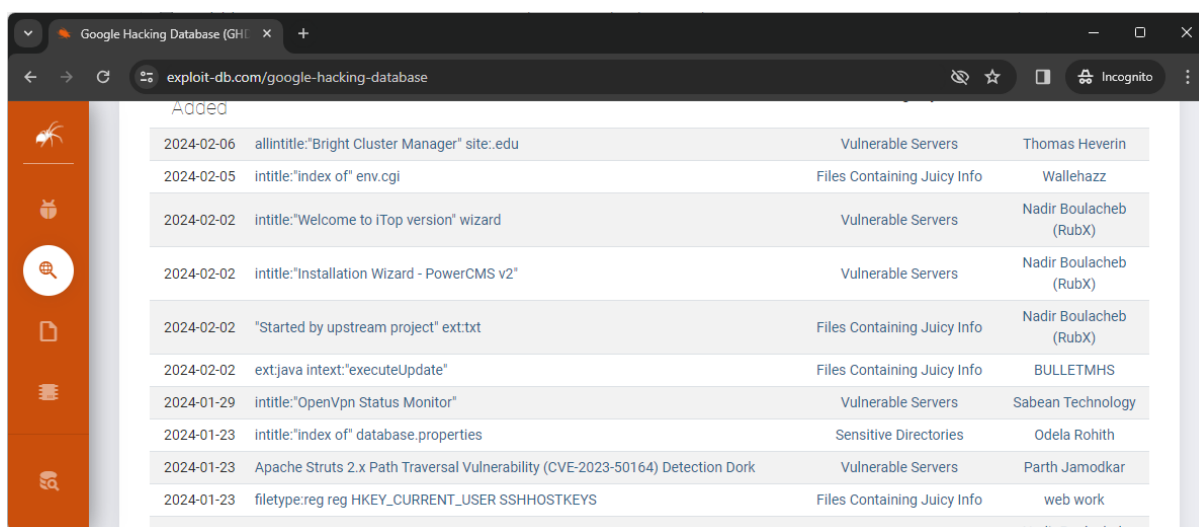 Google Hacking Database (GHD
exploit-db.com/google-hacking-database
Incognito
Added
2024-02-06 allintitle:"Bright Cluster Manager" site:.edu Vulnerable Servers Thomas Heverin
2024-02-05 intitle:"index of" env.cgi Files Containing Juicy Info Wallehazz
2024-02-02 intitle:"Welcome to iTop version" wizard Vulnerable Servers Nadir Boulacheb
(RubX)
2024-02-02 intitle:"Installation Wizard - PowerCMS v2" Vulnerable Servers Nadir Boulacheb
(RubX)
2024-02-02 "Started by upstream project" ext:txt Files Containing Juicy Info Nadir Boulacheb
(RubX)
2024-02-02 ext:java intext:"executeUpdate" Files Containing Juicy Info BULLETMHS
2024-01-29 intitle:"OpenVpn Status Monitor" Vulnerable Servers Sabean Technology
2024-01-23 intitle:"index of" database.properties Sensitive Directories Odela Rohith
2024-01-23 Apache Struts 2.x Path Traversal Vulnerability (CVE-2023-50164) Detection Dork Vulnerable Servers Parth Jamodkar
2024-01-23 filetype:reg reg HKEY_CURRENT_USER SSHHOSTKEYS Files Containing Juicy Info web work